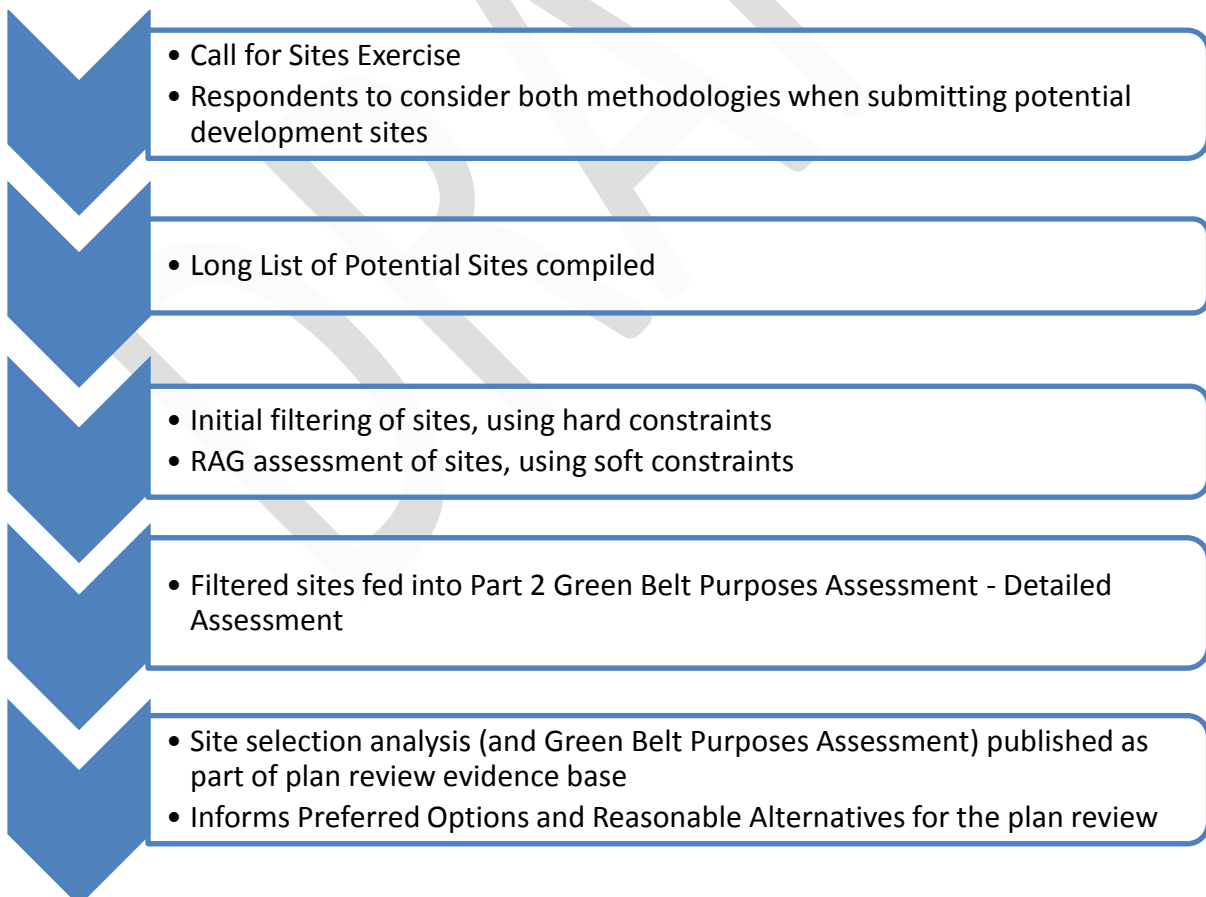 • Call for Sites Exercise
• Respondents to consider both methodologies when submitting potential
development sites
• Long List of Potential Sites compiled
• Initial filtering of sites, using hard constraints
• RAG assessment of sites, using soft constraints
• Filtered sites fed into Part 2 Green Belt Purposes Assessment - Detailed
Assessment
• Site selection analysis (and Green Belt Purposes Assessment) published as
part of plan review evidence base
• Informs Preferred Options and Reasonable Alternatives for the plan review